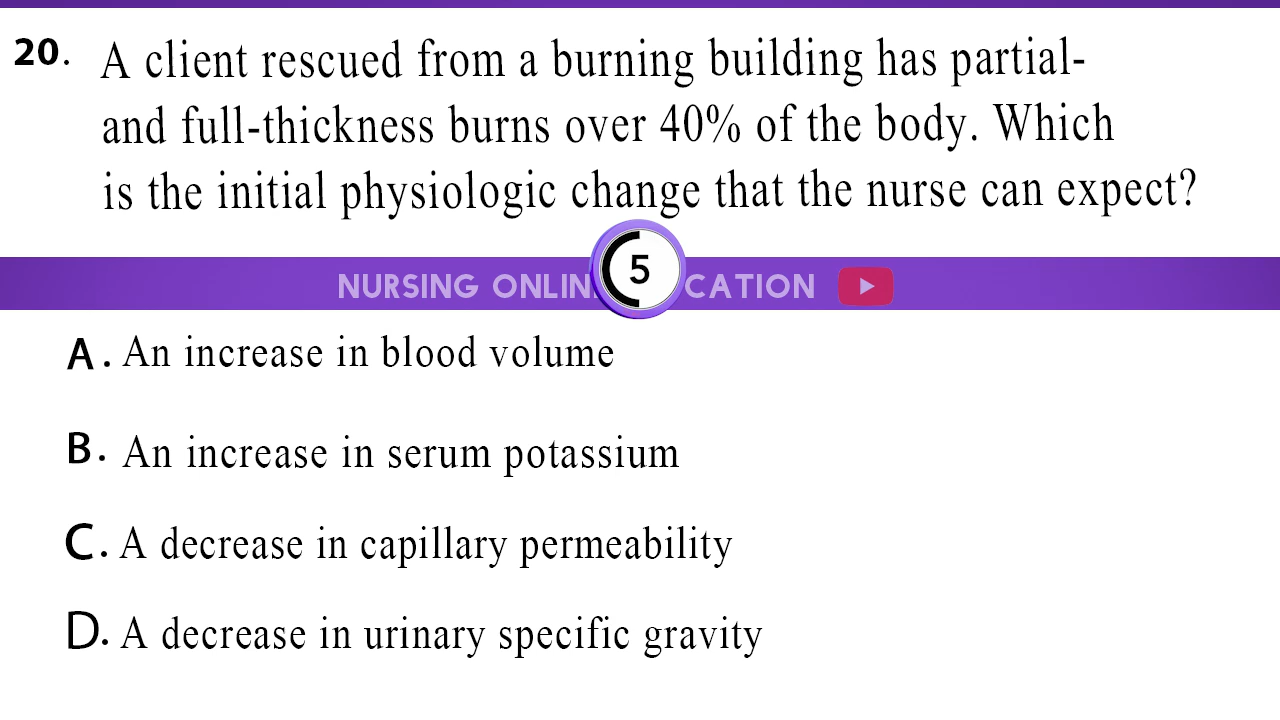 20. A client rescued from a burning building has partial-
and full-thickness burns over 40% of the body. Which
is the initial physiologic change that the nurse can expect?
5
NURSING ONLIN CATION
A. An increase in blood volume
B. An increase in serum potassium
C. A decrease in capillary permeability
D. A decrease in urinary specific gravity